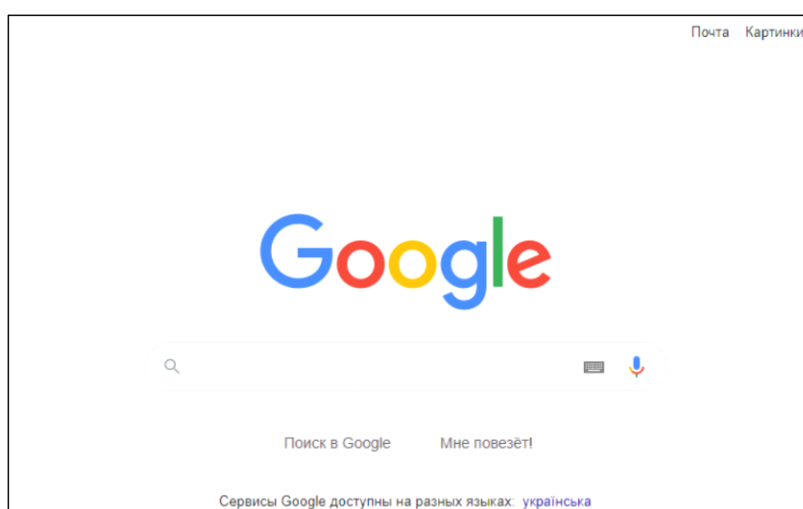 Почта Картинки
Google
Поиск в Google Мне повезёт!
Сервисы Google доступны на разных языках: українська